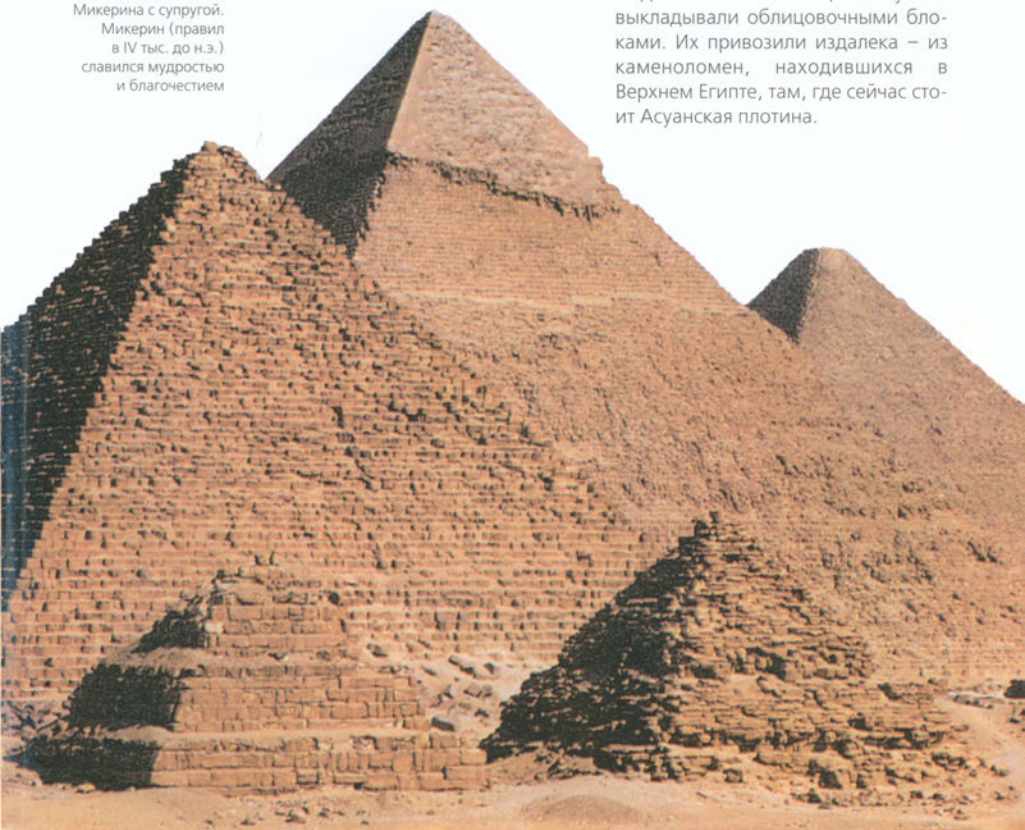 Микерина с супругой.
Микерин (правил
в IV тыс. до н.э.)
славился мудростью
и благочестием
выкладывали облицовочными бло-
ками. Их привозили издалека – из
каменоломен, находившихся в
Верхнем Египте, там, где сейчас сто-
ит Асуанская плотина.